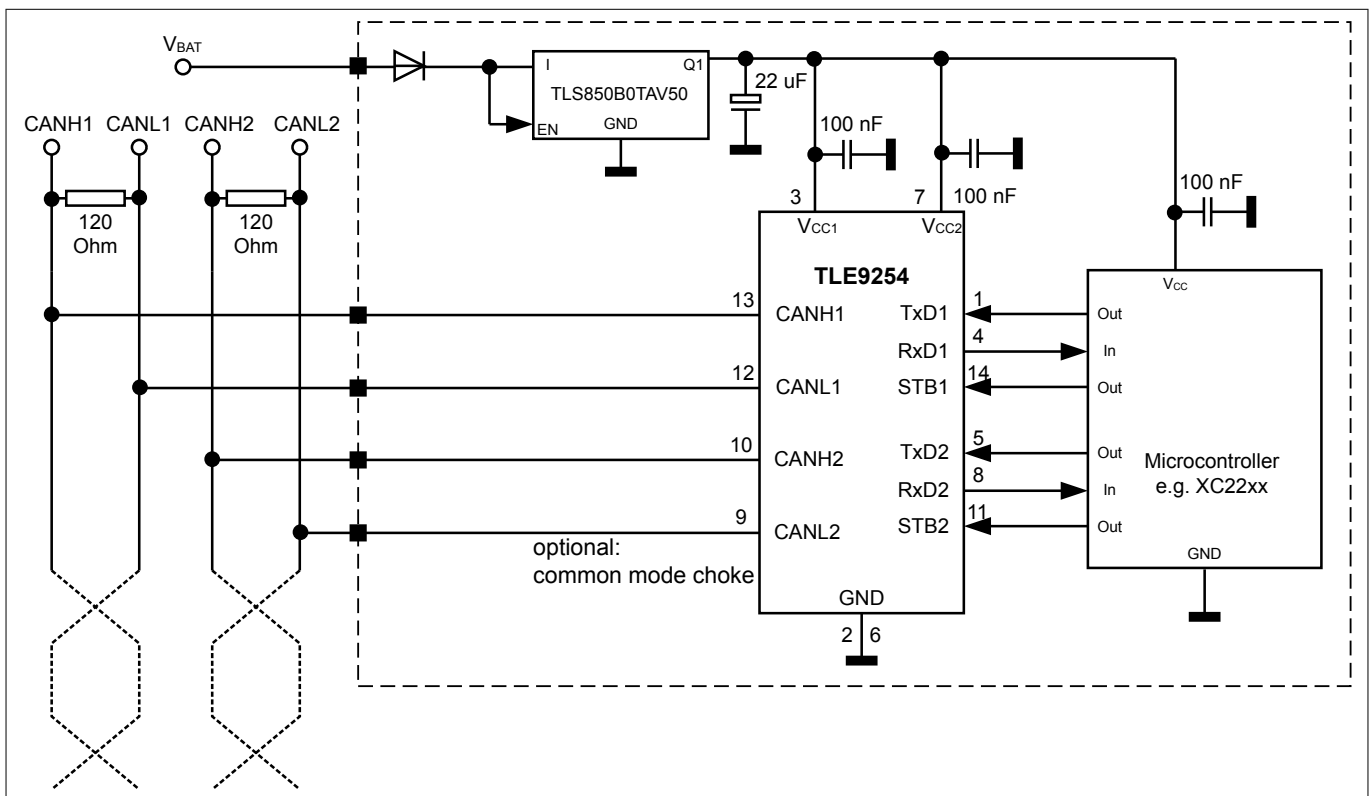 VBAT
CANH1 CANL1 CANH2 CANL2
120
Ohm
120
Ohm
I Q1
TLS850B0TAV50
EN GND
22 uF
100 nF
100 nF
100 nF
3 7
VCC1 VCC2
TLE9254
13 CANH1
12 CANL1
10 CANH2
9 CANL2
TxD1 1 Out
RxD1 4 In
STB1 14 Out
TxD2 5 Out
RxD2 8 In
STB2 11 Out
optional:
common mode choke
GND
2 6
VCC
Microcontroller
e.g. XC22xx
GND